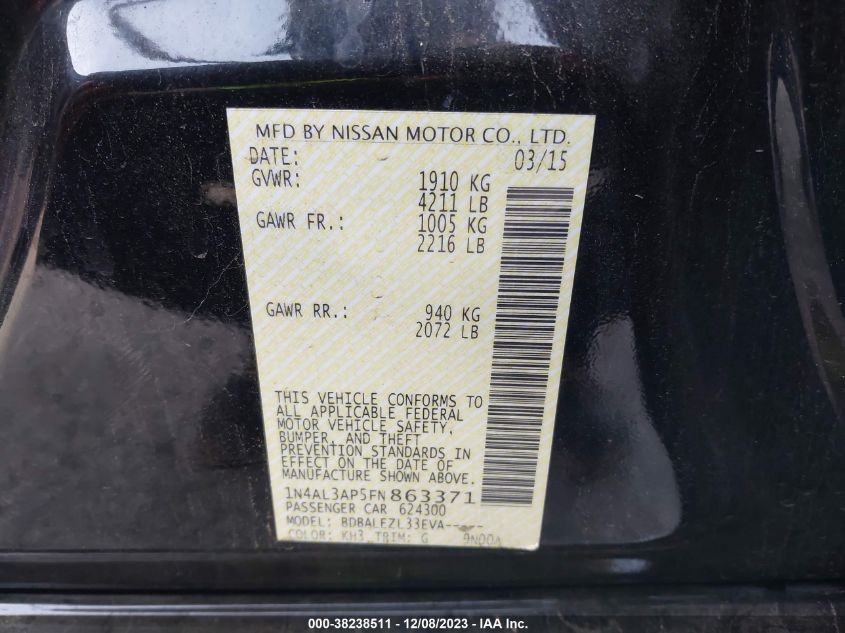 MFD BY NISSAN MOTOR CO., LTD.
DATE: 03/15
GVWR: 1910 KG
4211 LB
GAWR FR.: 1005 KG
2216 LB
GAWR RR.: 940 KG
2072 LB
THIS VEHICLE CONFORMS TO
ALL APPLICABLE FEDERAL
MOTOR VEHICLE SAFETY,
BUMPER, AND THEFT
PREVENTION STANDARDS IN
EFFECT ON THE DATE OF
MANUFACTURE SHOWN ABOVE.
1N4AL3AP5FN863371
PASSENGER CAR 624300
MODEL: BDBALEZL33EVA-----
COLOR: KH3 TRIM: G 9N00A
000-38238511 - 12/08/2023 - IAA Inc.